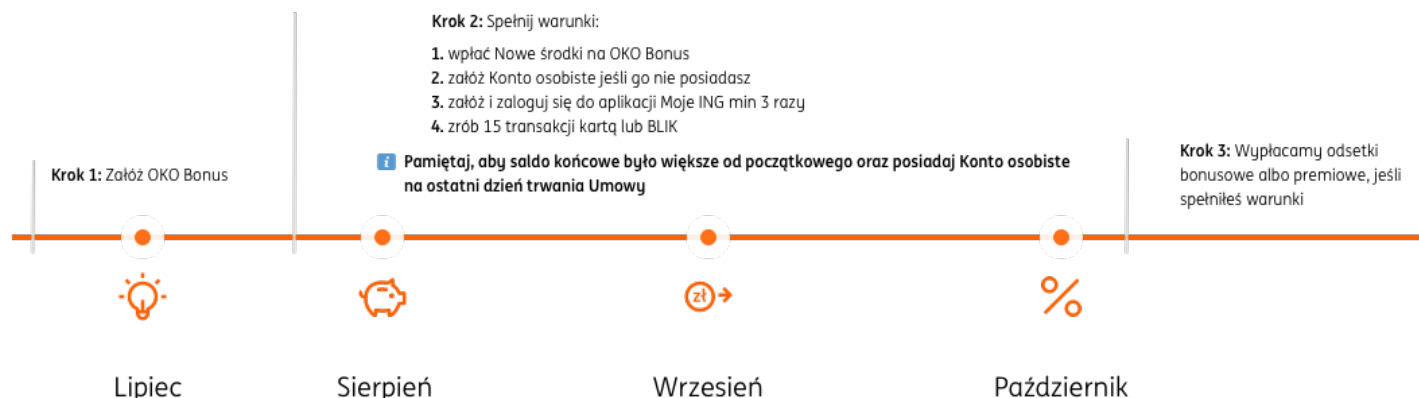 Krok 1: Załóż OKO Bonus
Krok 2: Spełnij warunki:
1. wpłać Nowe środki na OKO Bonus
2. załóż Konto osobiste jeśli go nie posiadasz
3. załóż i zaloguj się do aplikacji Moje ING min 3 razy
4. zrób 15 transakcji kartą lub BLIK
i Pamiętaj, aby saldo końcowe było większe od początkowego oraz posiadaj Konto osobiste
na ostatni dzień trwania Umowy
Krok 3: Wypłacamy odsetki
bonusowe albo premiowe, jeśli
spełniłeś warunki
zł
Lipiec
Sierpień
Wrzesień
Październik